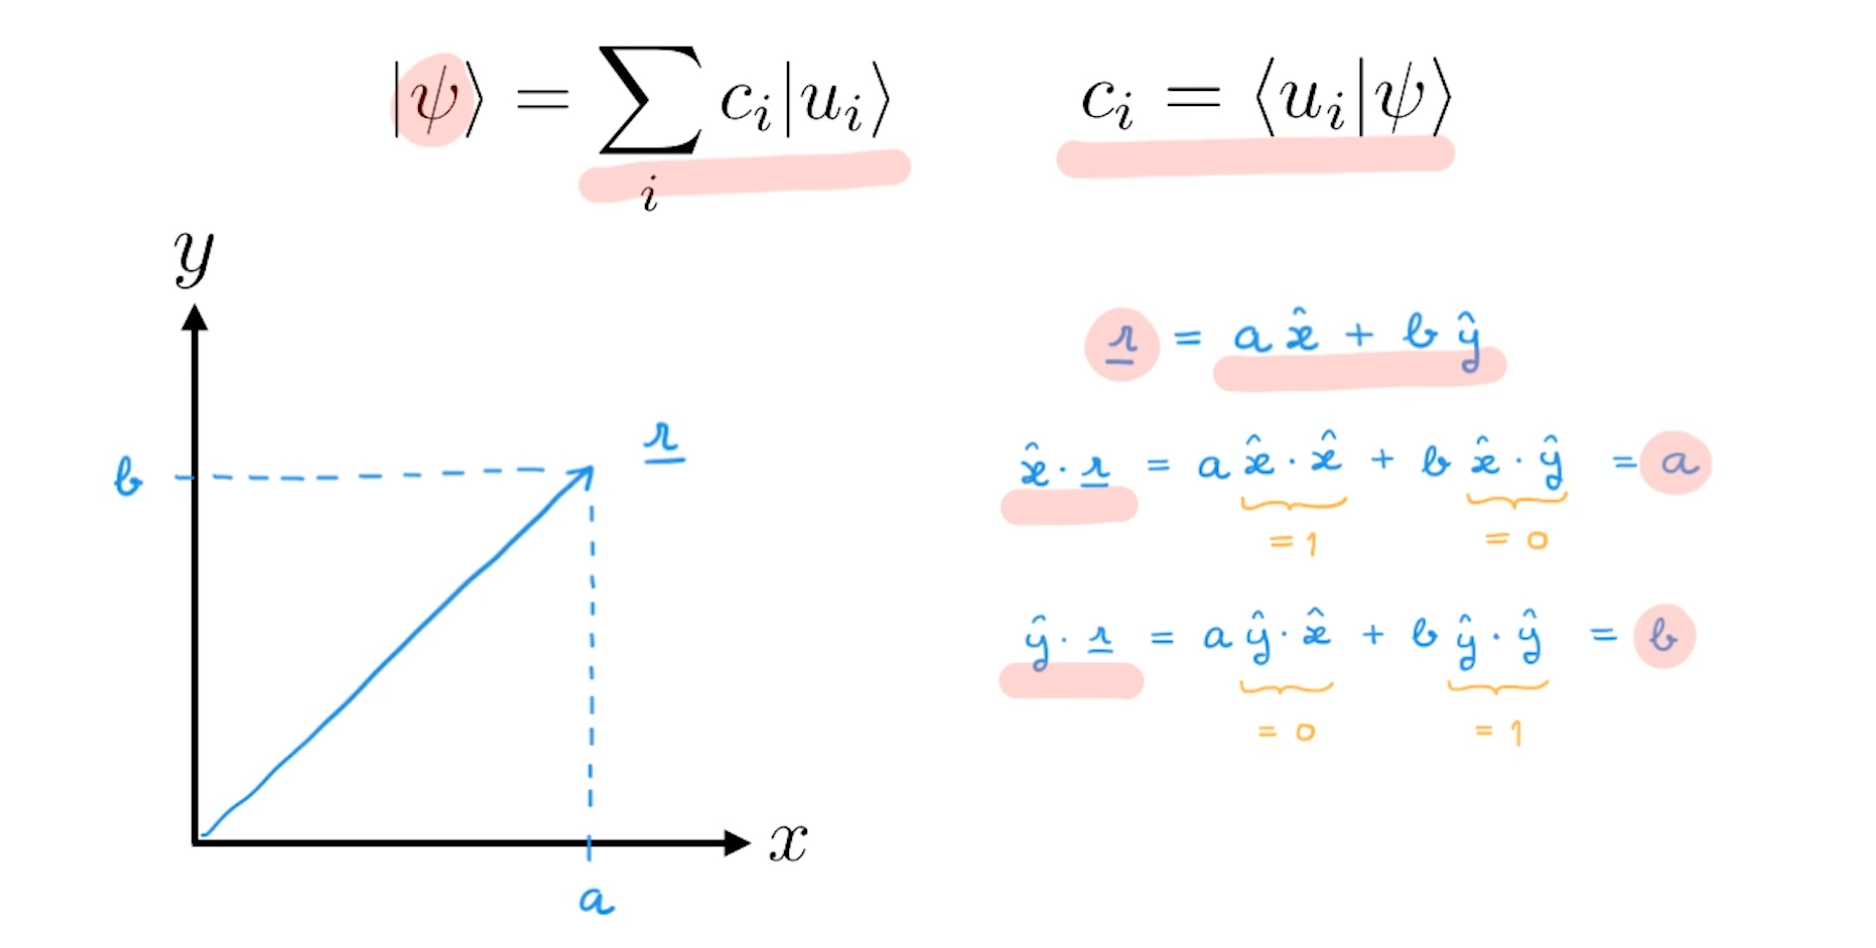 |ψ⟩ = ∑ᵢ cᵢ|uᵢ⟩
cᵢ = ⟨uᵢ|ψ⟩
y
b
r
x
a
r = a x̂ + b ŷ
x̂ · r = a x̂ · x̂ + b x̂ · ŷ = a
= 1
= 0
ŷ · r = a ŷ · x̂ + b ŷ · ŷ = b
= 0
= 1